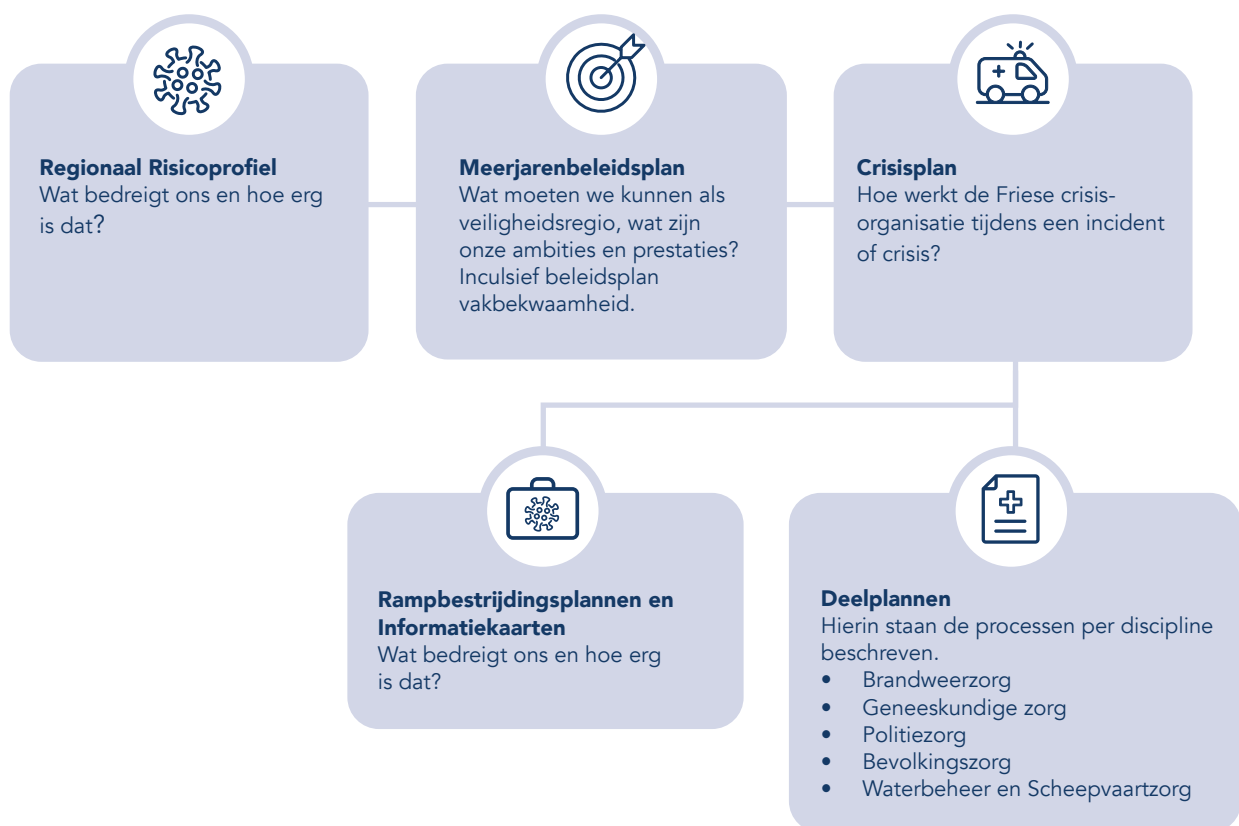 Regionaal Risicoprofiel
Wat bedreigt ons en hoe erg
is dat?
Meerjarenbeleidsplan
Wat moeten we kunnen als
veiligheidsregio, wat zijn
onze ambities en prestaties?
Inculsief beleidsplan
vakbekwaamheid.
Crisisplan
Hoe werkt de Friese crisis-
organisatie tijdens een incident
of crisis?
Rampbestrijdingsplannen en
Informatiekaarten
Wat bedreigt ons en hoe erg
is dat?
Deelplannen
Hierin staan de processen per discipline
beschreven.
• Brandweerzorg
• Geneeskundige zorg
• Politiezorg
• Bevolkingszorg
• Waterbeheer en Scheepvaartzorg